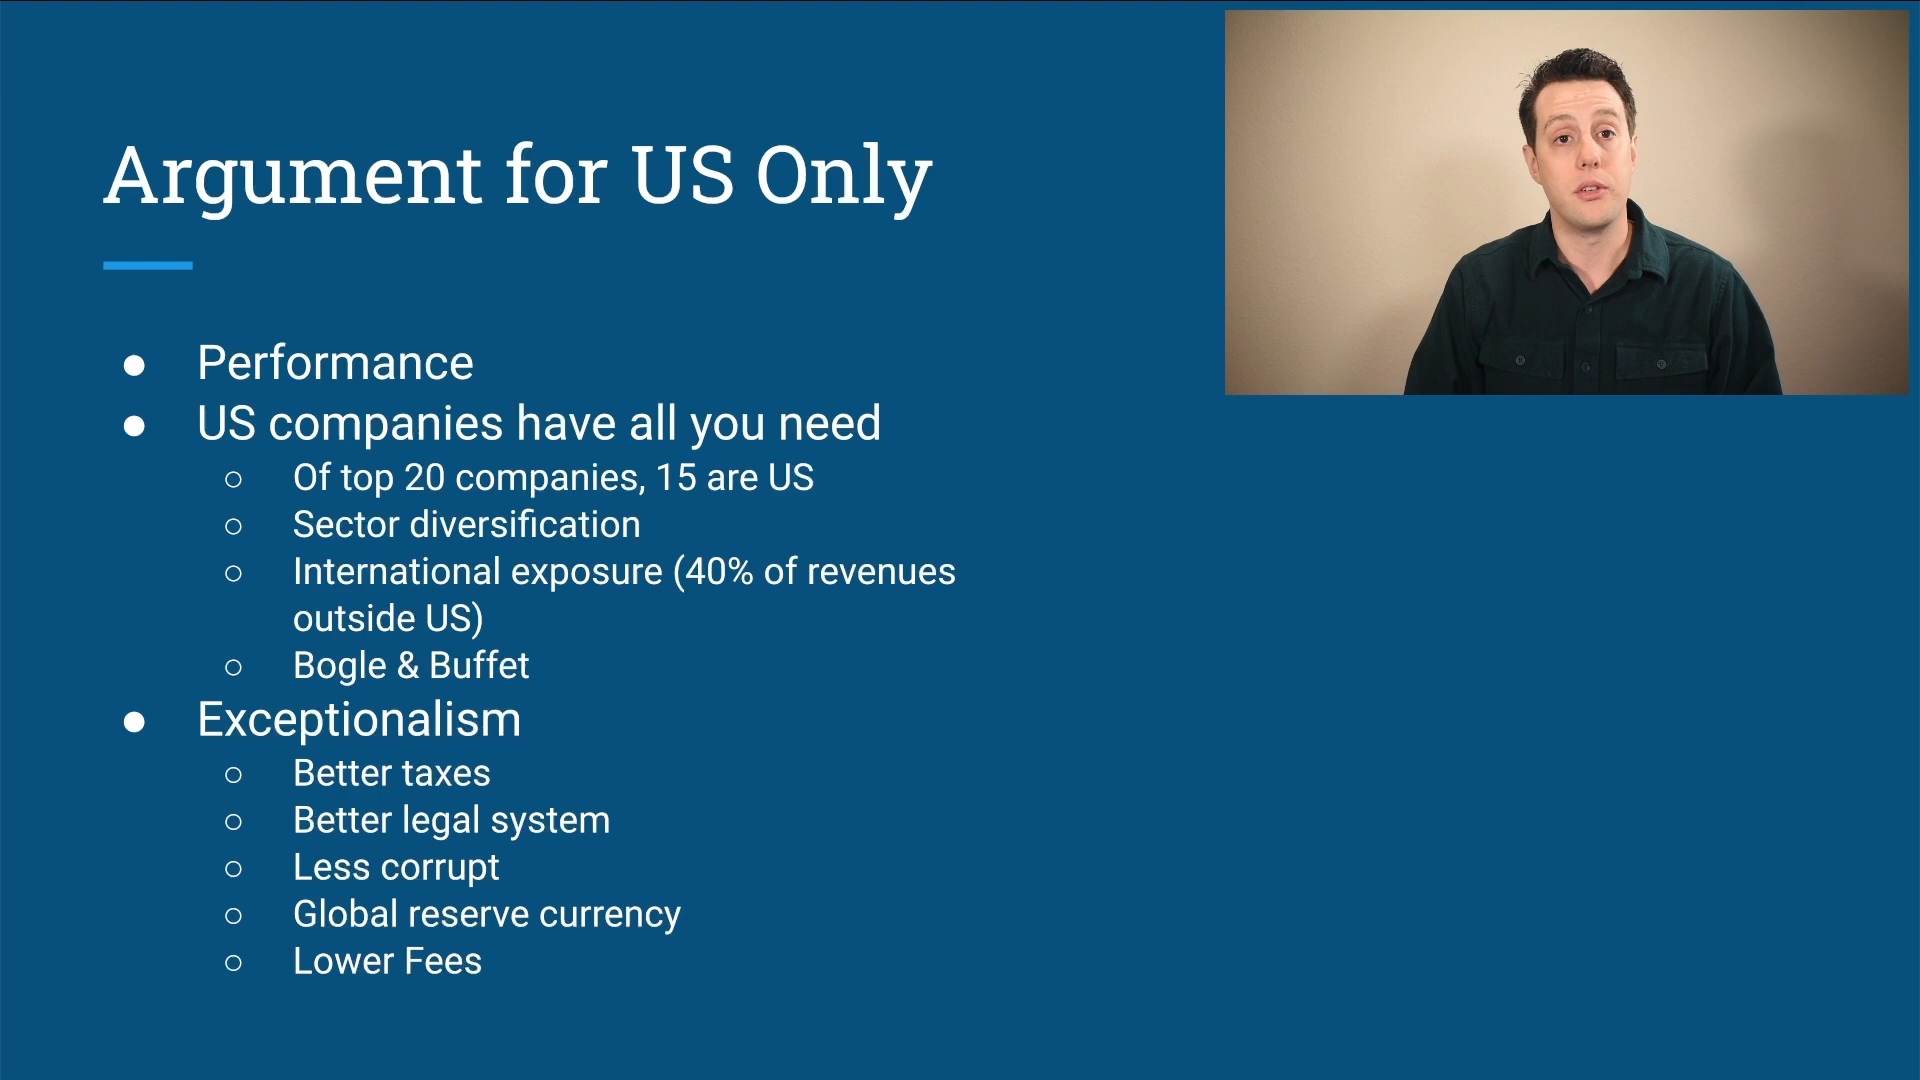 Argument for US Only
● Performance
● US companies have all you need
○ Of top 20 companies, 15 are US
○ Sector diversification
○ International exposure (40% of revenues
outside US)
○ Bogle & Buffet
● Exceptionalism
○ Better taxes
○ Better legal system
○ Less corrupt
○ Global reserve currency
○ Lower Fees